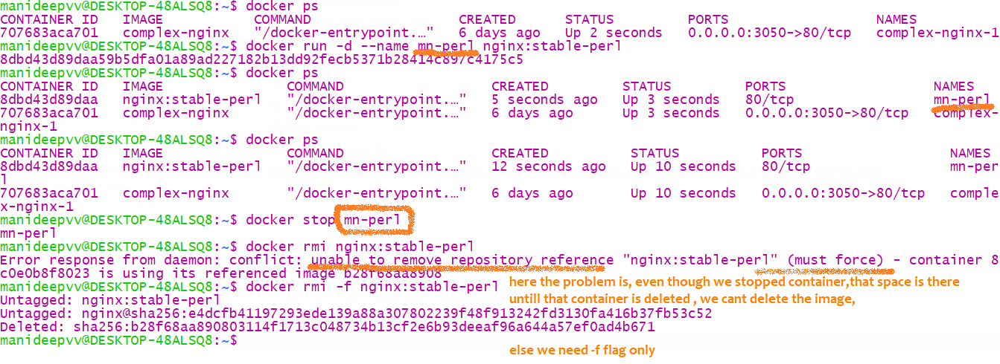 manideepvv@DESKTOP-48ALSQ8:~$ docker ps
CONTAINER ID   IMAGE           COMMAND                  CREATED      STATUS         PORTS                  NAMES
707683aca701   complex-nginx   "/docker-entrypoint.…"   6 days ago   Up 2 seconds   0.0.0.0:3050->80/tcp   complex-nginx-1
manideepvv@DESKTOP-48ALSQ8:~$ docker run -d --name mn-perl nginx:stable-perl
8dbd43d89daa59b5dfa01a89ad227182b13dd92fecb5371b28414c897c4175c5
manideepvv@DESKTOP-48ALSQ8:~$ docker ps
CONTAINER ID   IMAGE               COMMAND                  CREATED         STATUS         PORTS                  NAMES
8dbd43d89daa   nginx:stable-perl   "/docker-entrypoint.…"   5 seconds ago   Up 3 seconds   80/tcp                 mn-perl
707683aca701   complex-nginx       "/docker-entrypoint.…"   6 days ago      Up 3 seconds   0.0.0.0:3050->80/tcp   complex-
nginx-1
manideepvv@DESKTOP-48ALSQ8:~$ docker ps
CONTAINER ID   IMAGE               COMMAND                  CREATED          STATUS          PORTS                  NAMES
8dbd43d89daa   nginx:stable-perl   "/docker-entrypoint.…"   12 seconds ago   Up 10 seconds   80/tcp                 mn-per
l
707683aca701   complex-nginx       "/docker-entrypoint.…"   6 days ago       Up 10 seconds   0.0.0.0:3050->80/tcp   comple
x-nginx-1
manideepvv@DESKTOP-48ALSQ8:~$ docker stop mn-perl
mn-perl
manideepvv@DESKTOP-48ALSQ8:~$ docker rmi nginx:stable-perl
Error response from daemon: conflict: unable to remove repository reference "nginx:stable-perl" (must force) - container 8
c0e0b8f8023 is using its referenced image b28f68aa8908
manideepvv@DESKTOP-48ALSQ8:~$ docker rmi -f nginx:stable-perl
Untagged: nginx:stable-perl
Untagged: nginx@sha256:e4dcfb41197293ede139a88a307802239f48f913242fd3130fa416b37fb53c52
Deleted: sha256:b28f68aa890803114f1713c048734b13cf2e6b93deeaf96a644a57ef0ad4b671
manideepvv@DESKTOP-48ALSQ8:~$
here the problem is, even though we stopped container,that space is there
untill that container is deleted , we cant delete the image,
else we need -f flag only